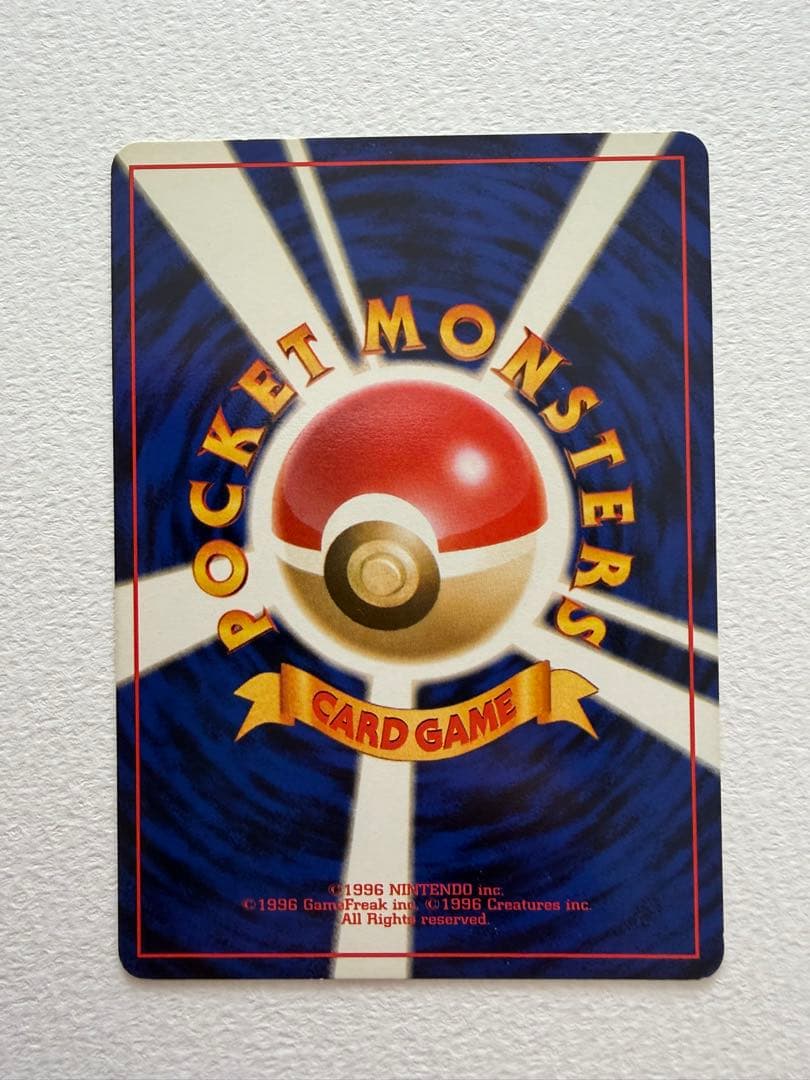 POCKET MONSTERS
CARD GAME
©1996 NINTENDO inc.
©1996 GameFreak inc. ©1996 Creatures inc.
All Rights reserved.